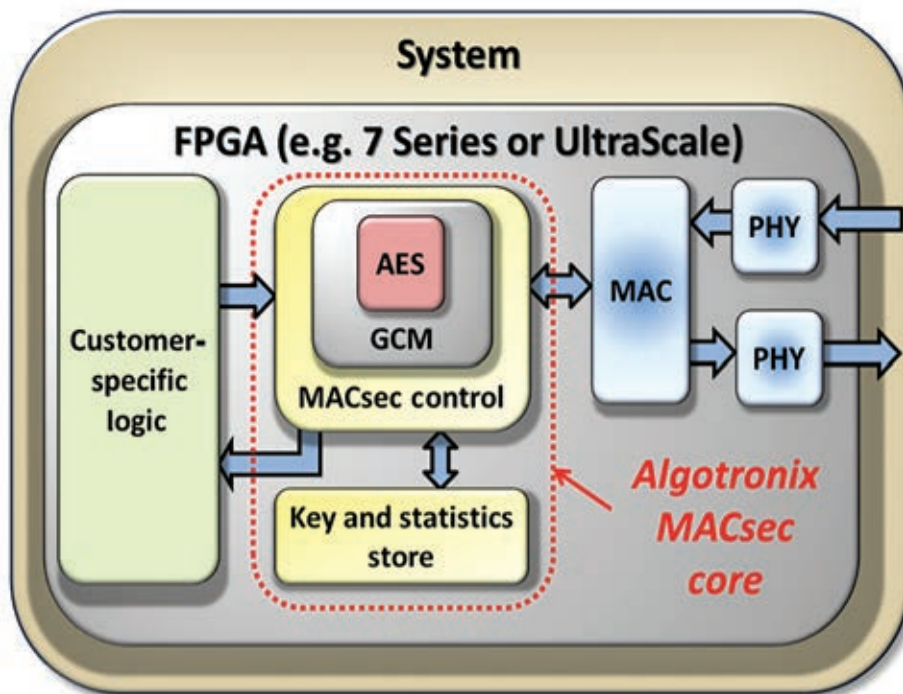 System
FPGA (e.g. 7 Series or UltraScale)
Customer-
specific
logic
AES
GCM
MACsec control
Key and statistics
store
MAC
PHY
PHY
Algotronix
MACsec
core